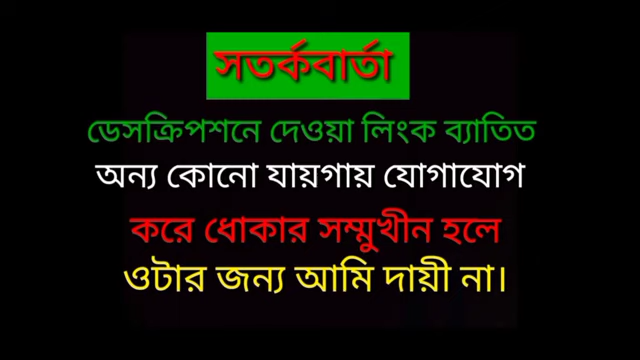 সতর্কবার্তা
ডেসক্রিপশনে দেওয়া লিংক ব্যাতিত
অন্য কোনো যায়গায় যোগাযোগ
করে ধোকার সম্মুখীন হলে
ওটার জন্য আমি দায়ী না।